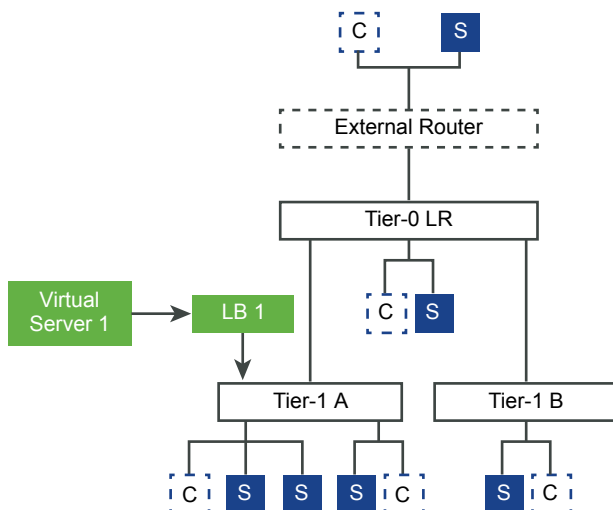 C S
External Router
Tier-0 LR
C S
Virtual
Server 1
LB 1
Tier-1 A
Tier-1 B
C S S S C S C